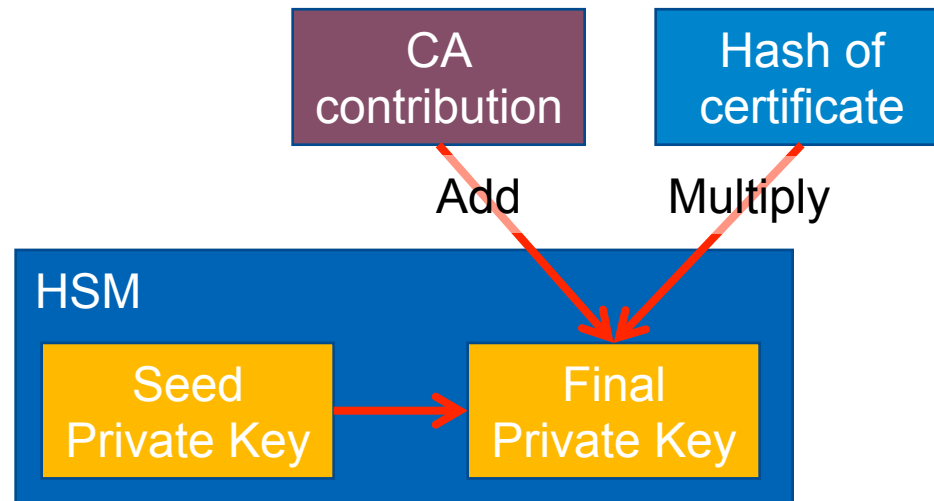 CA
contribution
Hash of
certificate
Add
Multiply
HSM
Seed
Private Key
Final
Private Key